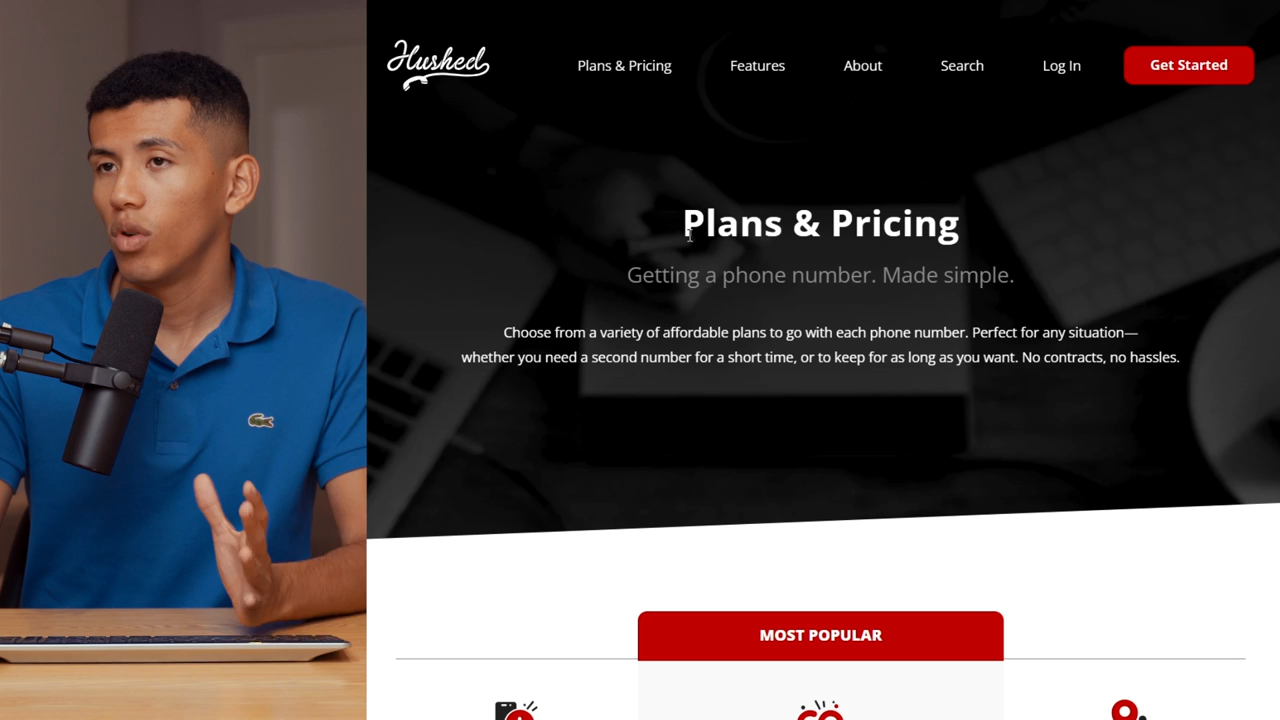 Hushed
Plans & Pricing
Features
About
Search
Log In
Get Started
Plans & Pricing
Getting a phone number. Made simple.
Choose from a variety of affordable plans to go with each phone number. Perfect for any situation—
whether you need a second number for a short time, or to keep for as long as you want. No contracts, no hassles.
MOST POPULAR